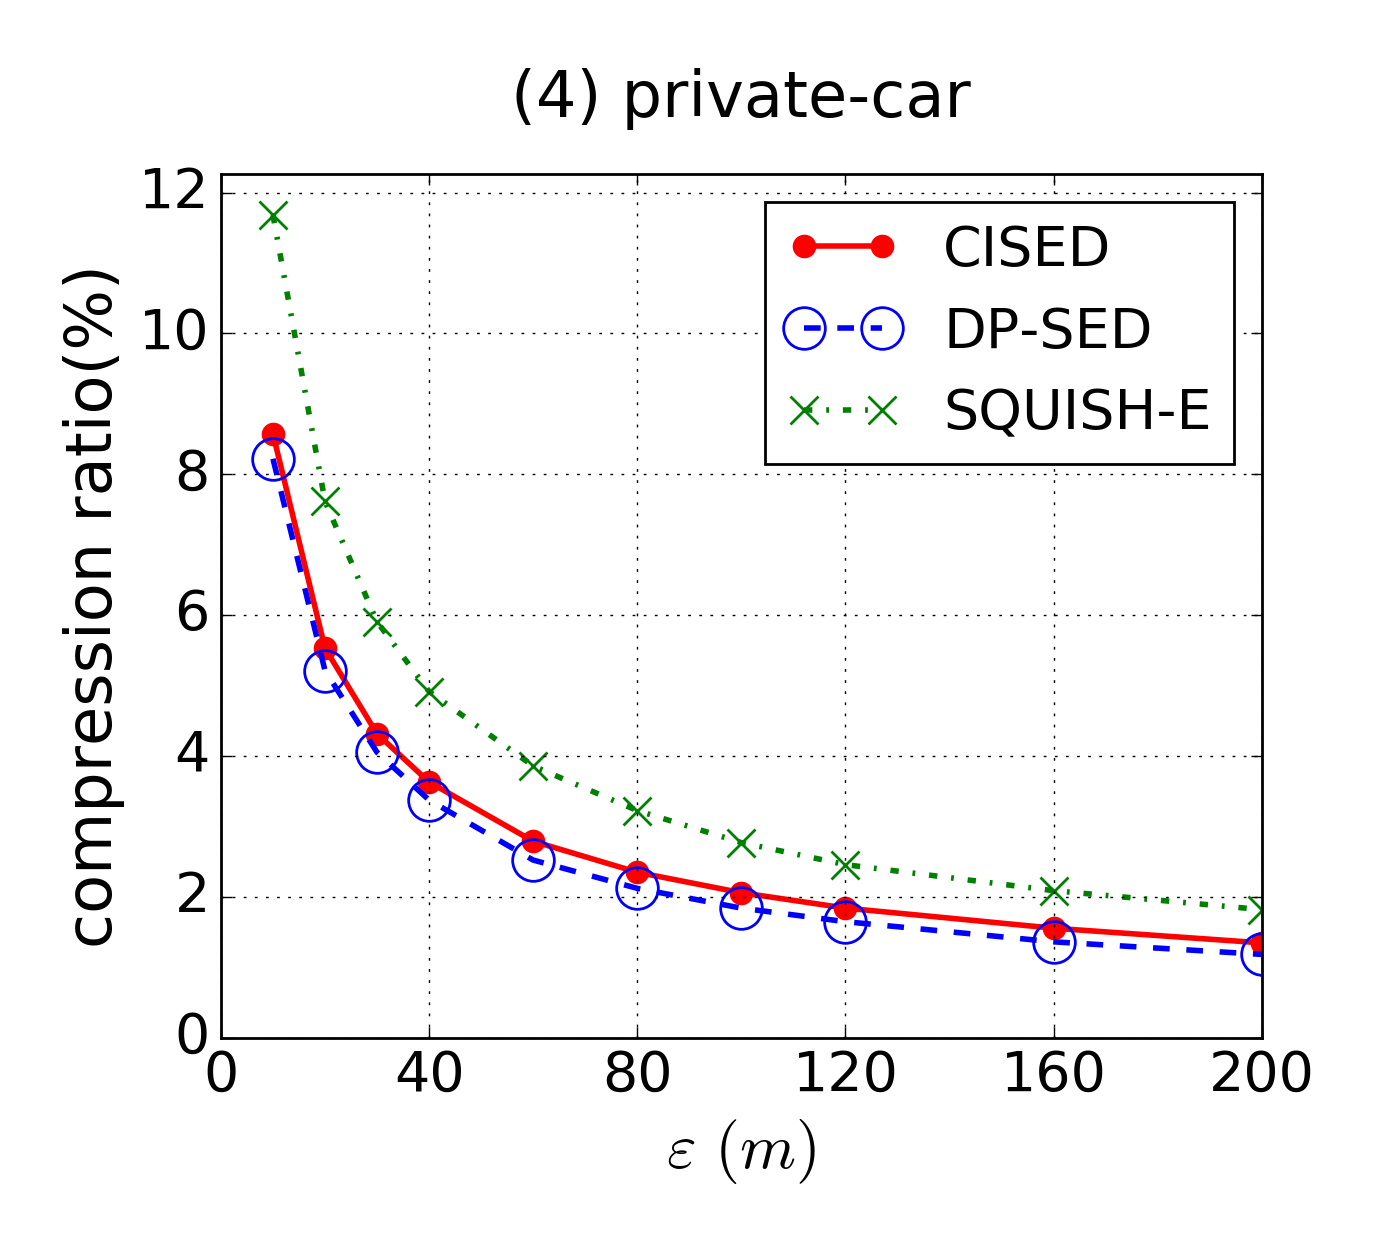 (4) private-car
compression ratio(%)
12
10
8
6
4
2
0
0 40 80 120 160 200
ε (m)
CISED
DP-SED
SQUISH-E